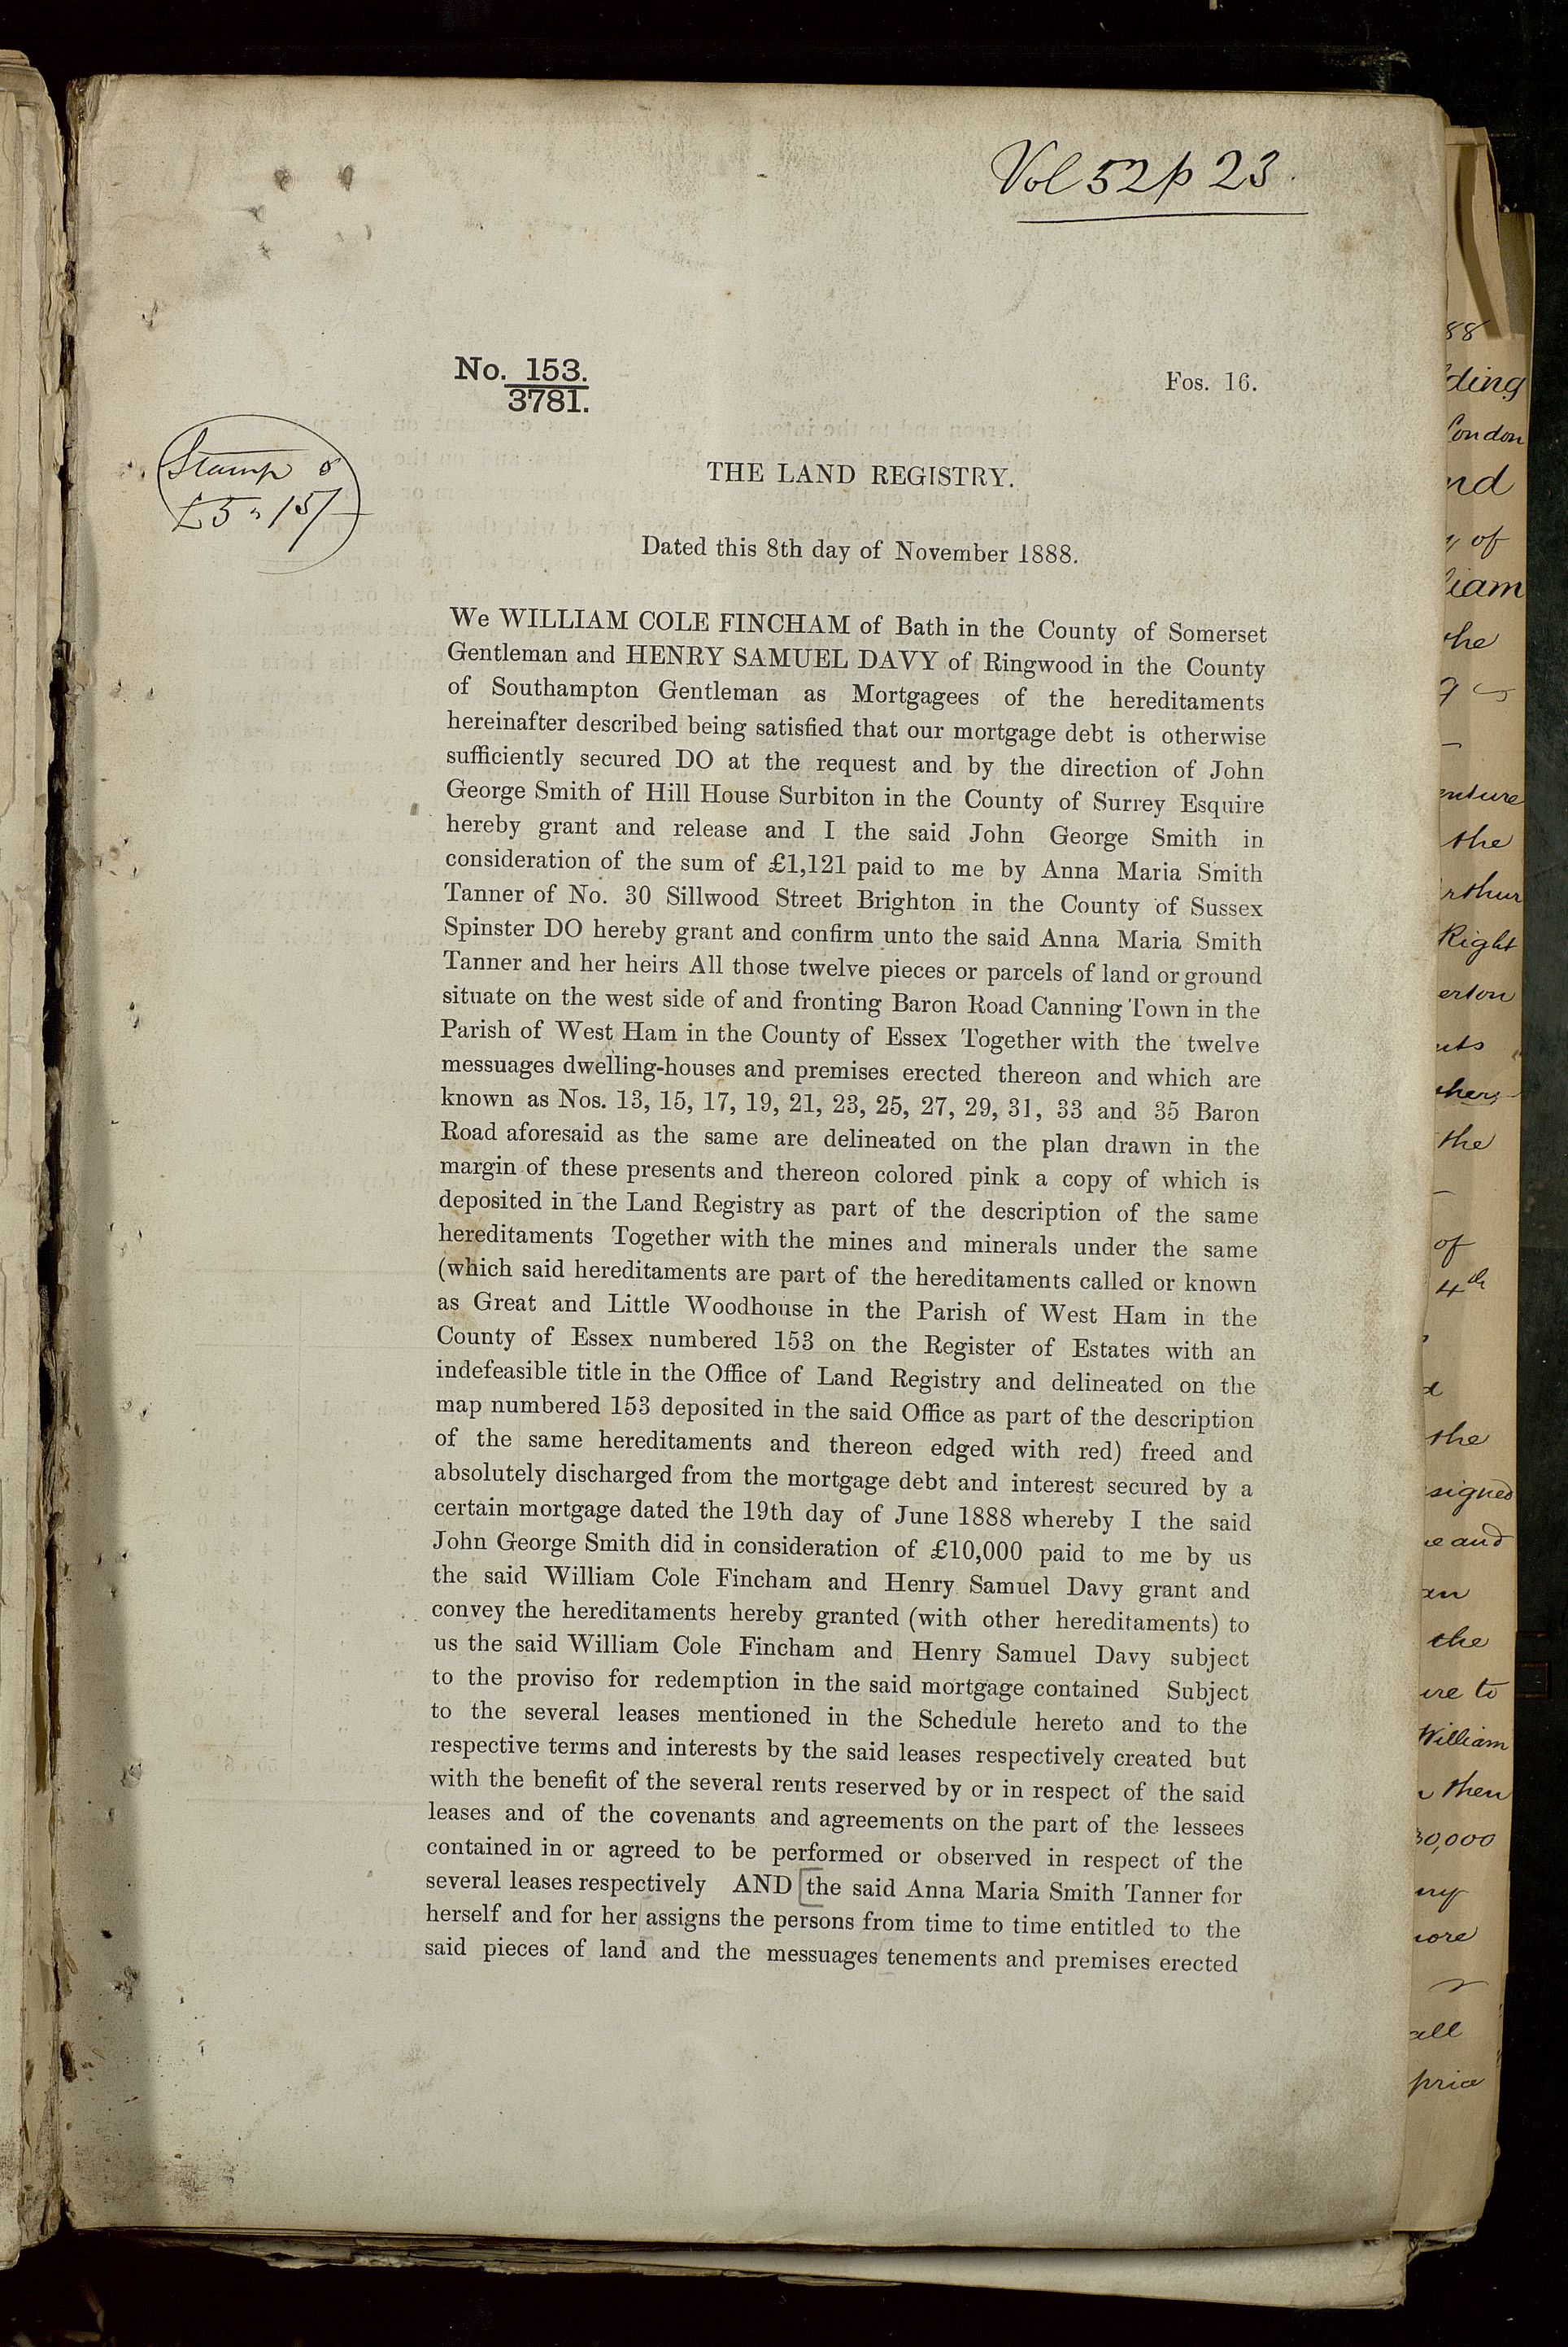 Vol 52 p 23.
No. 153.
3781.
Fos. 16.
Stamp
£5 " 15/-
THE LAND REGISTRY.
Dated this 8th day of November 1888.
We WILLIAM COLE FINCHAM of Bath in the County of Somerset
Gentleman and HENRY SAMUEL DAVY of Ringwood in the County
of Southampton Gentleman as Mortgagees of the hereditaments
hereinafter described being satisfied that our mortgage debt is otherwise
sufficiently secured DO at the request and by the direction of John
George Smith of Hill House Surbiton in the County of Surrey Esquire
hereby grant and release and I the said John George Smith in
consideration of the sum of £1,121 paid to me by Anna Maria Smith
Tanner of No. 30 Sillwood Street Brighton in the County of Sussex
Spinster DO hereby grant and confirm unto the said Anna Maria Smith
Tanner and her heirs All those twelve pieces or parcels of land or ground
situate on the west side of and fronting Baron Road Canning Town in the
Parish of West Ham in the County of Essex Together with the twelve
messuages dwelling-houses and premises erected thereon and which are
known as Nos. 13, 15, 17, 19, 21, 23, 25, 27, 29, 31, 33 and 35 Baron
Road aforesaid as the same are delineated on the plan drawn in the
margin of these presents and thereon colored pink a copy of which is
deposited in the Land Registry as part of the description of the same
hereditaments Together with the mines and minerals under the same
(which said hereditaments are part of the hereditaments called or known
as Great and Little Woodhouse in the Parish of West Ham in the
County of Essex numbered 153 on the Register of Estates with an
indefeasible title in the Office of Land Registry and delineated on the
map numbered 153 deposited in the said Office as part of the description
of the same hereditaments and thereon edged with red) freed and
absolutely discharged from the mortgage debt and interest secured by a
certain mortgage dated the 19th day of June 1888 whereby I the said
John George Smith did in consideration of £10,000 paid to me by us
the said William Cole Fincham and Henry Samuel Davy grant and
convey the hereditaments hereby granted (with other hereditaments) to
us the said William Cole Fincham and Henry Samuel Davy subject
to the proviso for redemption in the said mortgage contained Subject
to the several leases mentioned in the Schedule hereto and to the
respective terms and interests by the said leases respectively created but
with the benefit of the several rents reserved by or in respect of the said
leases and of the covenants and agreements on the part of the lessees
contained in or agreed to be performed or observed in respect of the
several leases respectively AND [the said Anna Maria Smith Tanner for
herself and for her assigns the persons from time to time entitled to the
said pieces of land and the messuages tenements and premises erected
88
ding
London
nd
of
liam
the
the
rthur
Right
erton
the
of
4th
the
signed
and
the
to
William
then
30,000
all